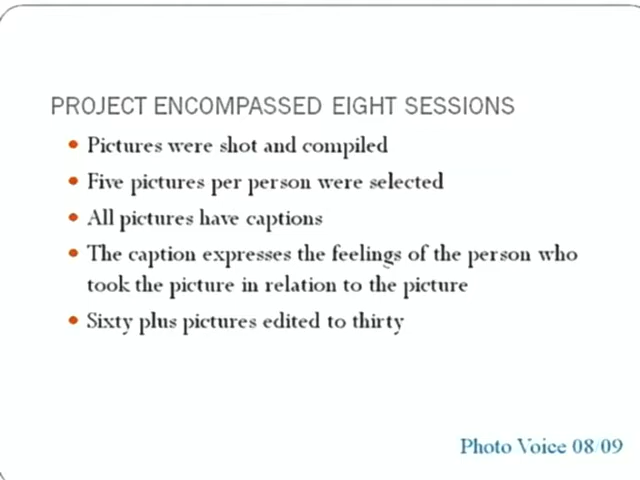 PROJECT ENCOMPASSED EIGHT SESSIONS
• Pictures were shot and compiled
• Five pictures per person were selected
• All pictures have captions
• The caption expresses the feelings of the person who
took the picture in relation to the picture
• Sixty plus pictures edited to thirty
Photo Voice 08/09